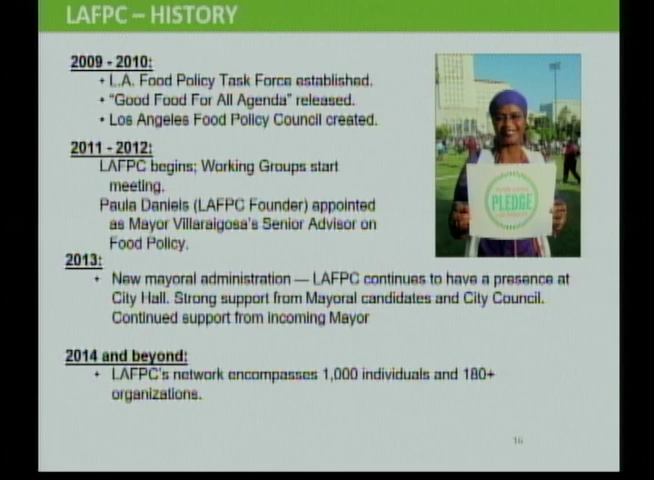 LAFPC – HISTORY
2009 - 2010:
• L.A. Food Policy Task Force established.
• “Good Food For All Agenda” released.
• Los Angeles Food Policy Council created.
2011 - 2012:
LAFPC begins; Working Groups start
meeting.
Paula Daniels (LAFPC Founder) appointed
as Mayor Villaraigosa's Senior Advisor on
Food Policy.
2013:
• New mayoral administration — LAFPC continues to have a presence at
City Hall. Strong support from Mayoral candidates and City Council.
Continued support from incoming Mayor
2014 and beyond:
• LAFPC's network encompasses 1,000 individuals and 180+
organizations.
PLEDGE
16